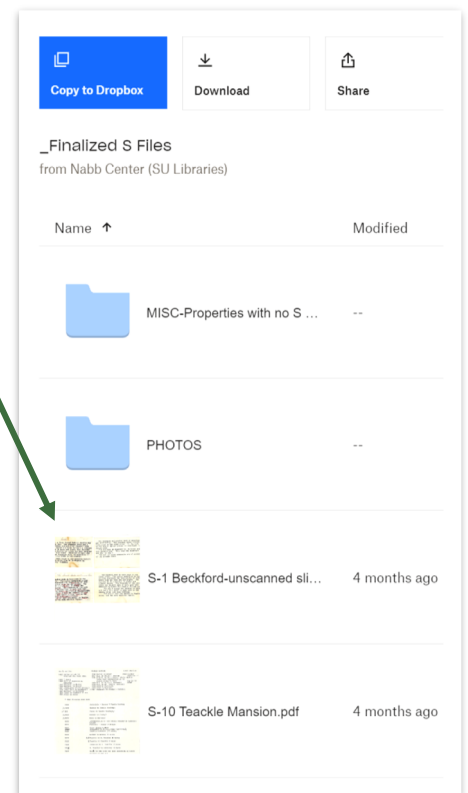 Copy to Dropbox
Download
Share
_Finalized S Files
from Nabb Center (SU Libraries)
Name ↑ Modified
MISC-Properties with no S ... --
PHOTOS --
S-1 Beckford-unscanned sli... 4 months ago
S-10 Teackle Mansion.pdf 4 months ago